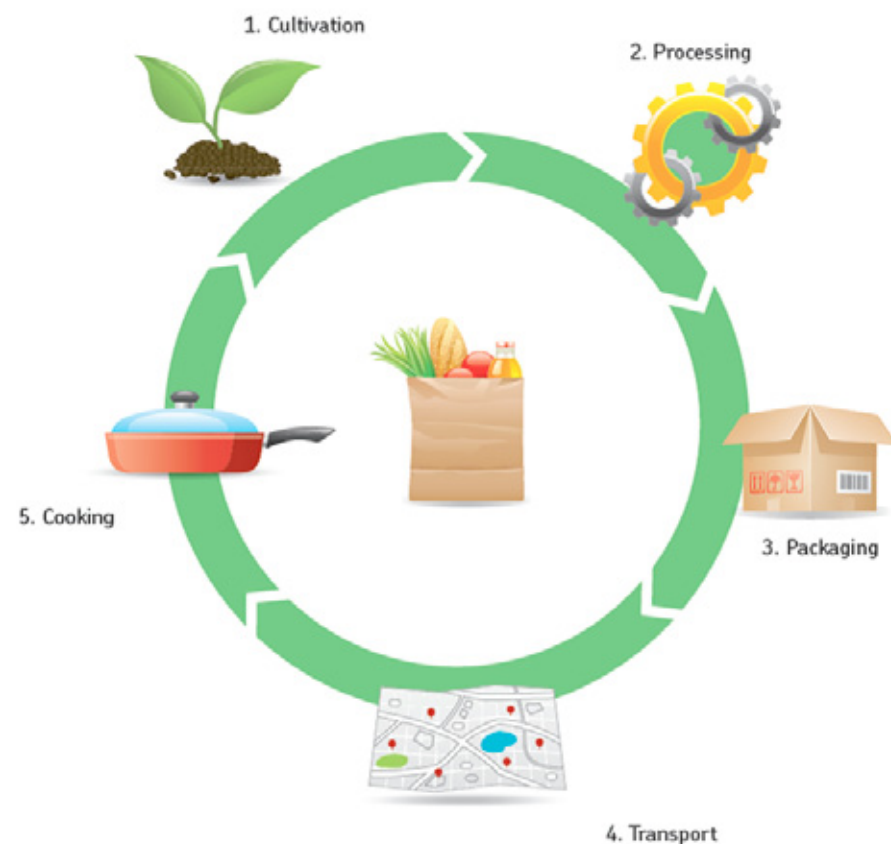 1. Cultivation
2. Processing
3. Packaging
4. Transport
5. Cooking